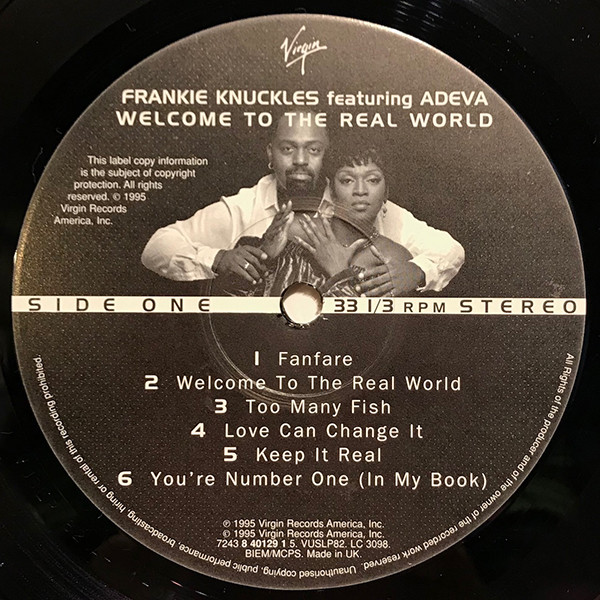 Virgin
FRANKIE KNUCKLES featuring ADEVA
WELCOME TO THE REAL WORLD
This label copy information
is the subject of copyright
protection. All rights
reserved. © 1995
Virgin Records
America, Inc.
SIDE ONE 33 1/3 RPM STEREO
1 Fanfare
2 Welcome To The Real World
3 Too Many Fish
4 Love Can Change It
5 Keep It Real
6 You're Number One (In My Book)
℗ 1995 Virgin Records America, Inc.
© 1995 Virgin Records America, Inc.
7243 8 40129 1 5. VUSLP82. LC 3098.
BIEM/MCPS. Made in UK.
All Rights of the producer and of the owner of the recorded work reserved. Unauthorised copying, public performance, broadcasting, hiring or rental of this recording prohibited.